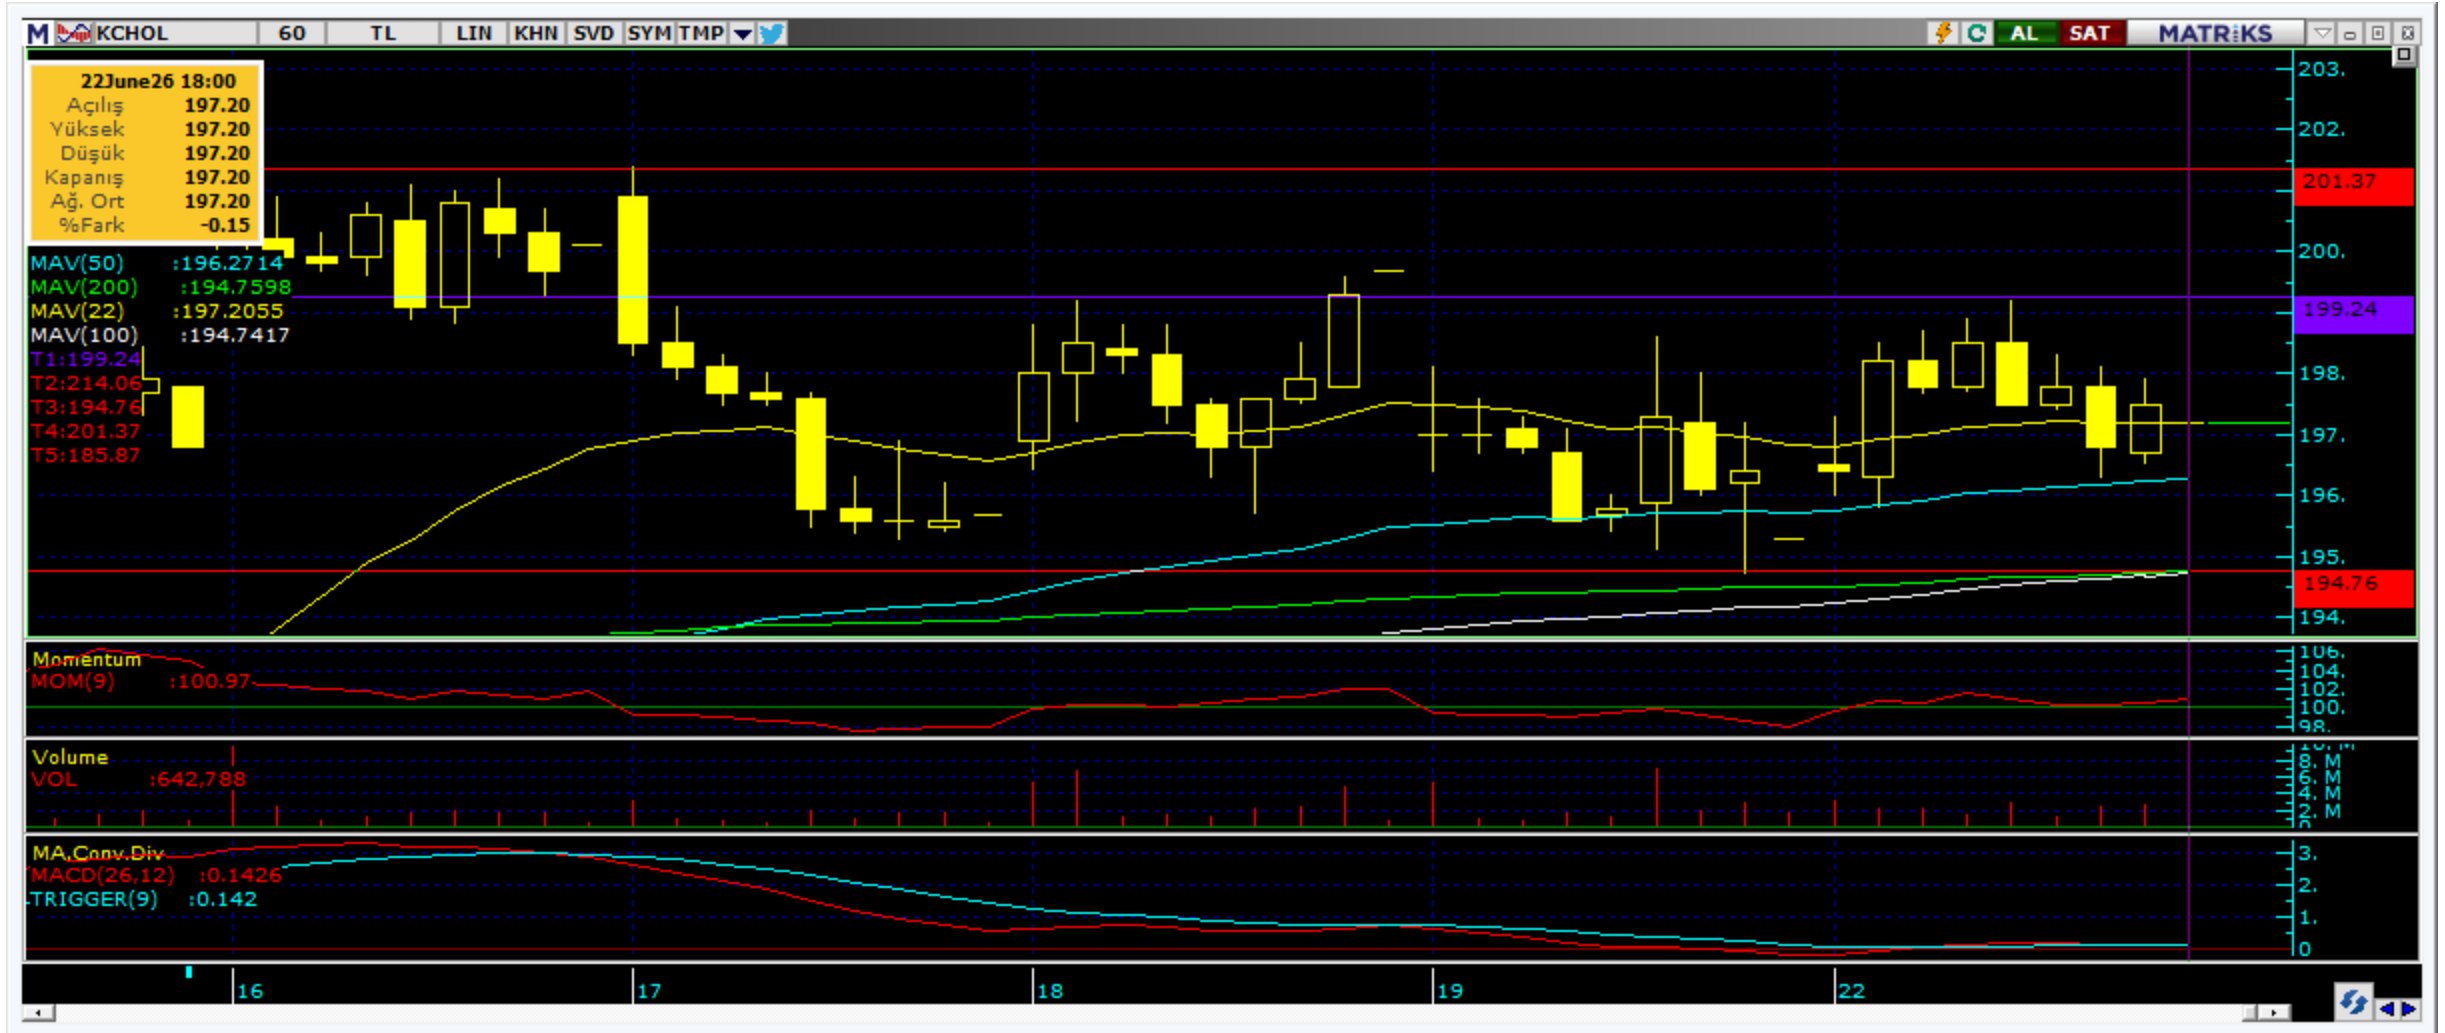 M KCHOL 60 TL LIN KHN SVD SYM TMP AL SAT MATRiKS
22June26 18:00
Açılış 197.20
Yüksek 197.20
Düşük 197.20
Kapanış 197.20
Ağ. Ort 197.20
%Fark -0.15
MAV(50) :196.2714
MAV(200) :194.7598
MAV(22) :197.2055
MAV(100) :194.7417
T1:199.24
T2:214.06
T3:194.76
T4:201.37
T5:185.87
203.
202.
201.37
200.
199.24
198.
197.
196.
195.
194.76
194.
Momentum
MOM(9) :100.97
106.
104.
102.
100.
98.
Volume
VOL :642,788
8. M
6. M
4. M
2. M
MA.Conv.Div
MACD(26,12) :0.1426
TRIGGER(9) :0.142
3.
2.
1.
0
16 17 18 19 22